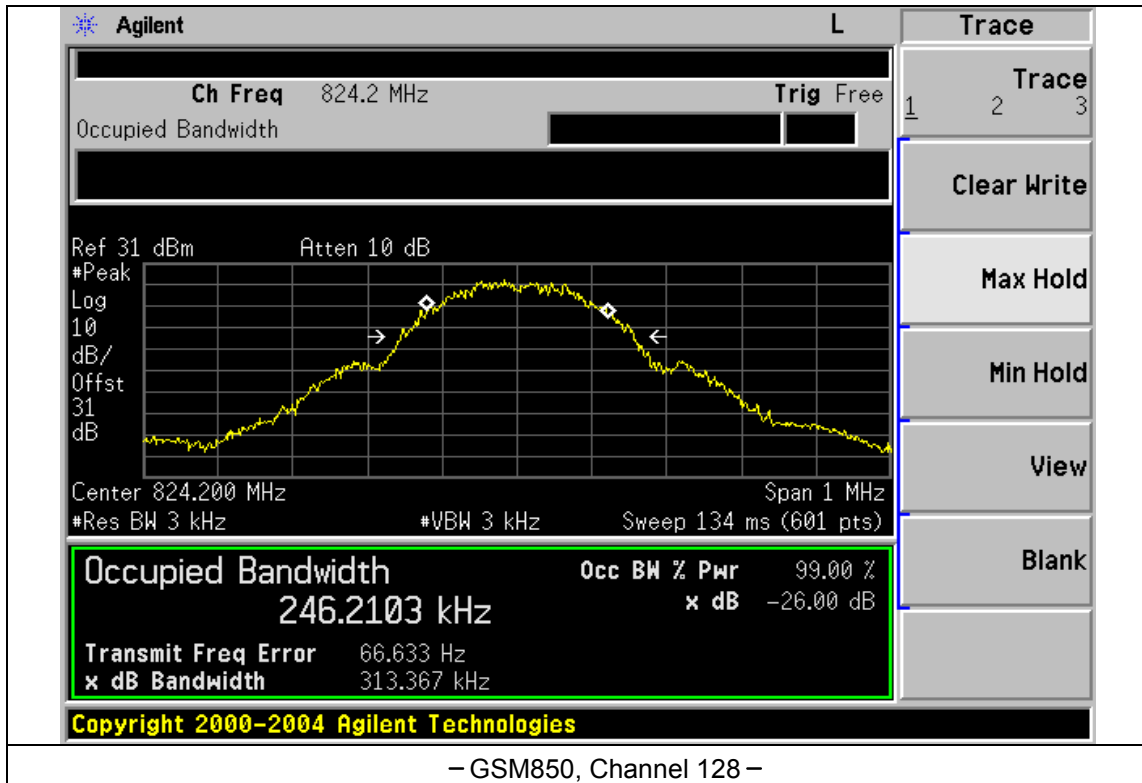 Agilent L Trace
Ch Freq 824.2 MHz Trig Free
Occupied Bandwidth
Trace
1 2 3
Clear Write
Max Hold
Min Hold
View
Blank
Ref 31 dBm Atten 10 dB
#Peak
Log
10
dB/
Offst
31
dB
Center 824.200 MHz Span 1 MHz
#Res BW 3 kHz #VBW 3 kHz Sweep 134 ms (601 pts)
Occupied Bandwidth Occ BW % Pwr 99.00 %
246.2103 kHz x dB -26.00 dB
Transmit Freq Error 66.633 Hz
x dB Bandwidth 313.367 kHz
Copyright 2000-2004 Agilent Technologies
–GSM850, Channel 128–